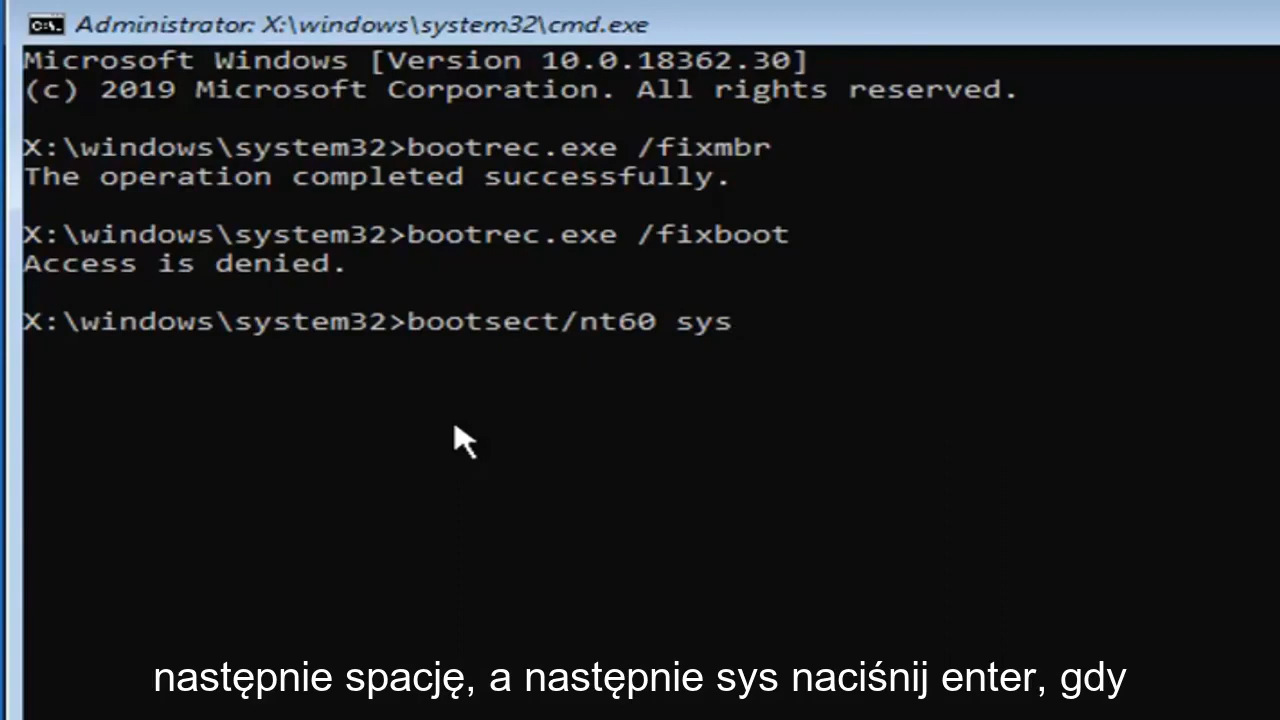 Administrator: X:\windows\system32\cmd.exe
Microsoft Windows [Version 10.0.18362.30]
(c) 2019 Microsoft Corporation. All rights reserved.
X:\windows\system32>bootrec.exe /fixmbr
The operation completed successfully.
X:\windows\system32>bootrec.exe /fixboot
Access is denied.
X:\windows\system32>bootsect/nt60 sys
następnie spację, a następnie sys naciśnij enter, gdy